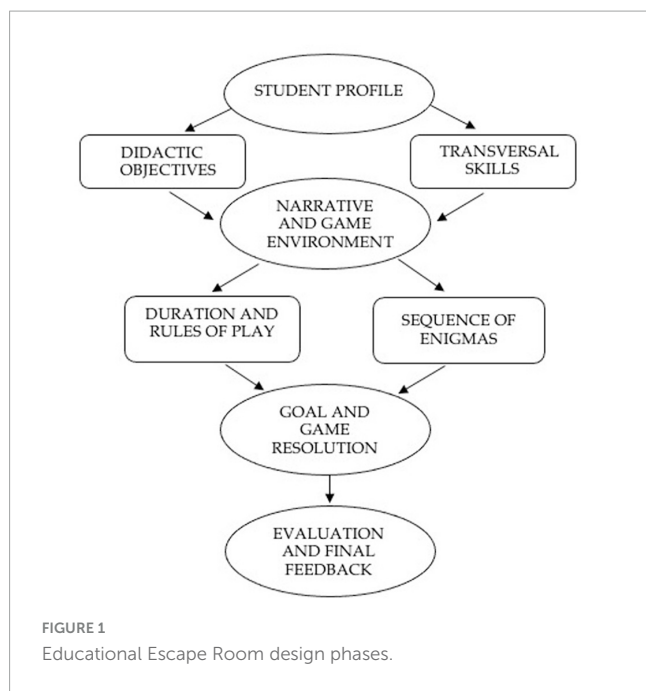 STUDENT PROFILE
DIDACTIC
OBJECTIVES
TRANSVERSAL
SKILLS
NARRATIVE
AND GAME
ENVIRONMENT
DURATION AND
RULES OF PLAY
SEQUENCE OF
ENIGMAS
GOAL AND
GAME
RESOLUTION
EVALUATION
AND FINAL
FEEDBACK
FIGURE 1
Educational Escape Room design phases.